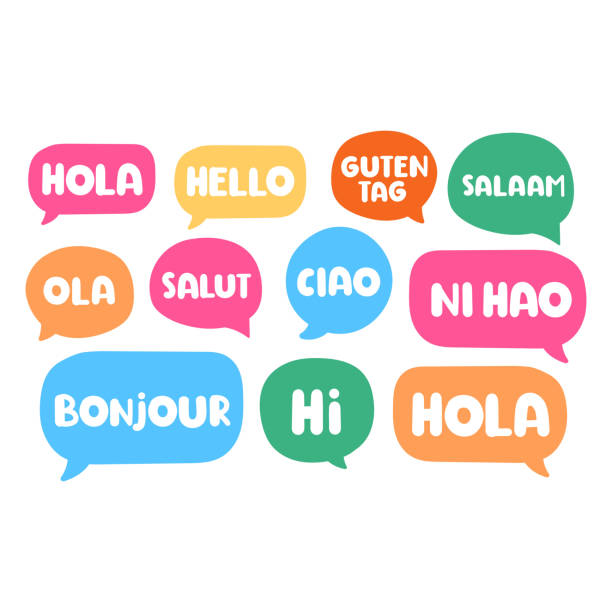 HOLA
HELLO
GUTEN
TAG
SALAAM
OLA
SALUT
CIAO
NI HAO
BONjOUR
Hi
HOLA